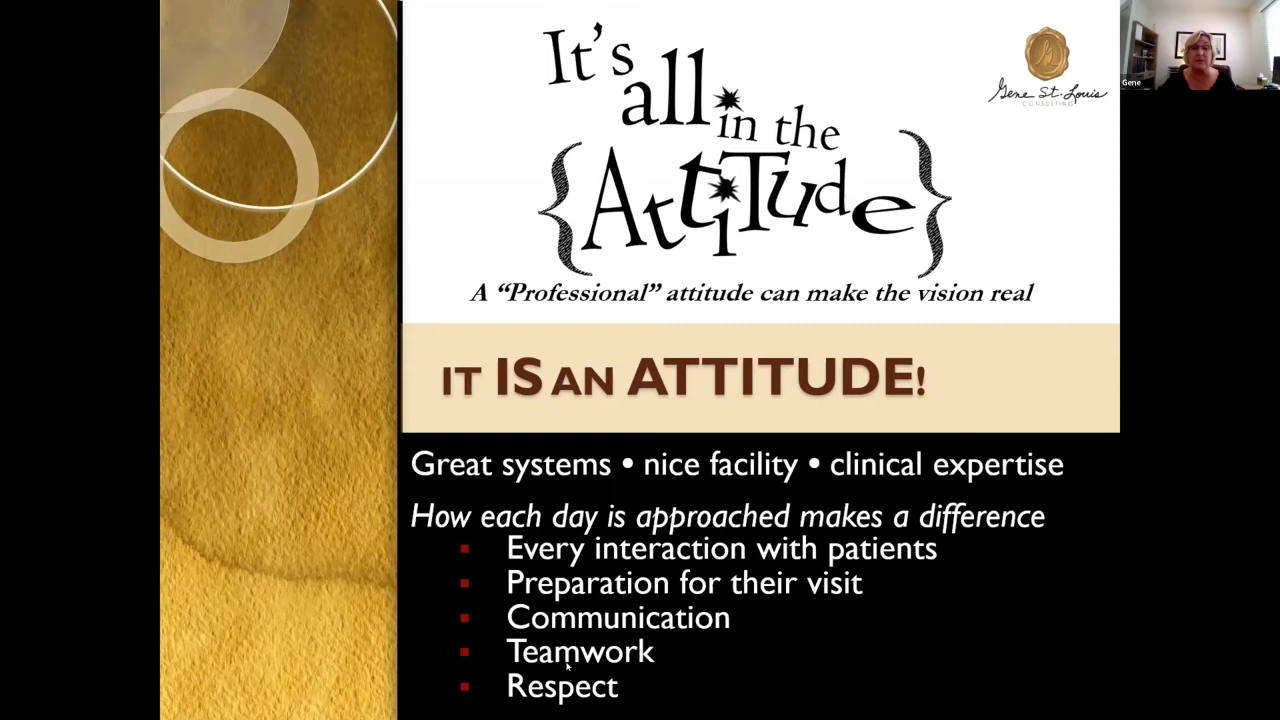 It's
all
in the
{Attitude}
A “Professional” attitude can make the vision real
Gene St. Louis
CONSULTING
Gene
IT IS AN ATTITUDE!
Great systems • nice facility • clinical expertise
How each day is approached makes a difference
▪ Every interaction with patients
▪ Preparation for their visit
▪ Communication
▪ Teamwork
▪ Respect